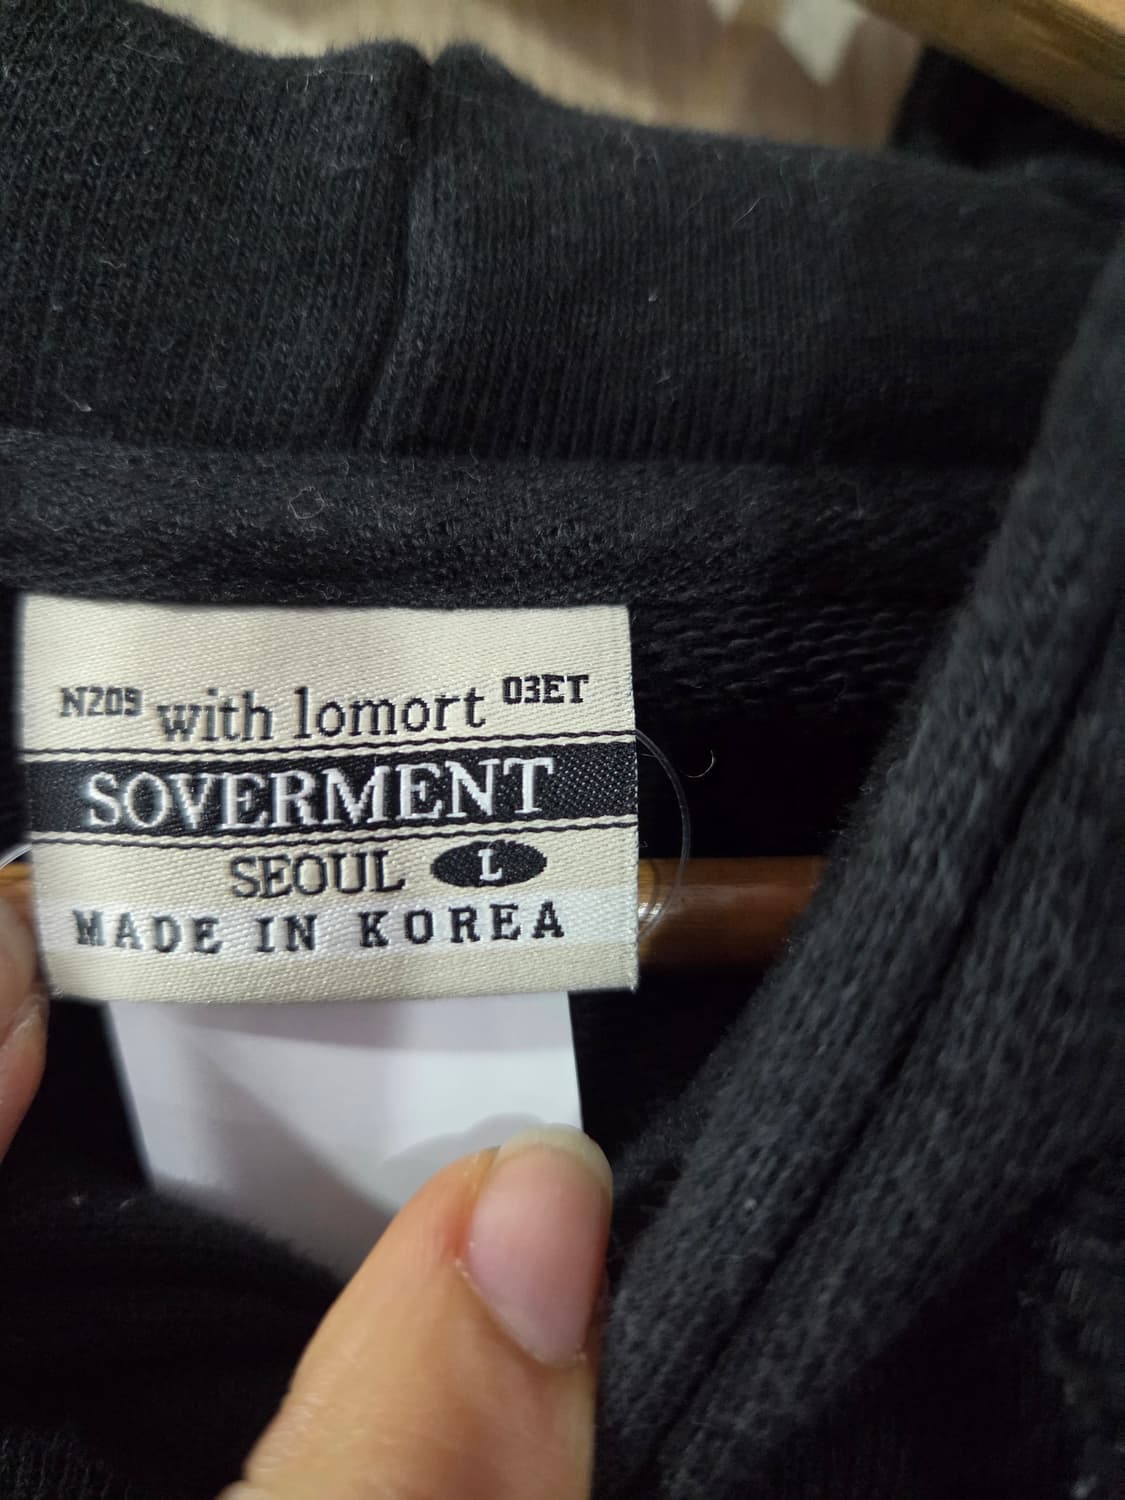 N209 with lomort 03ET
SOVERMENT
SEOUL L
MADE IN KOREA